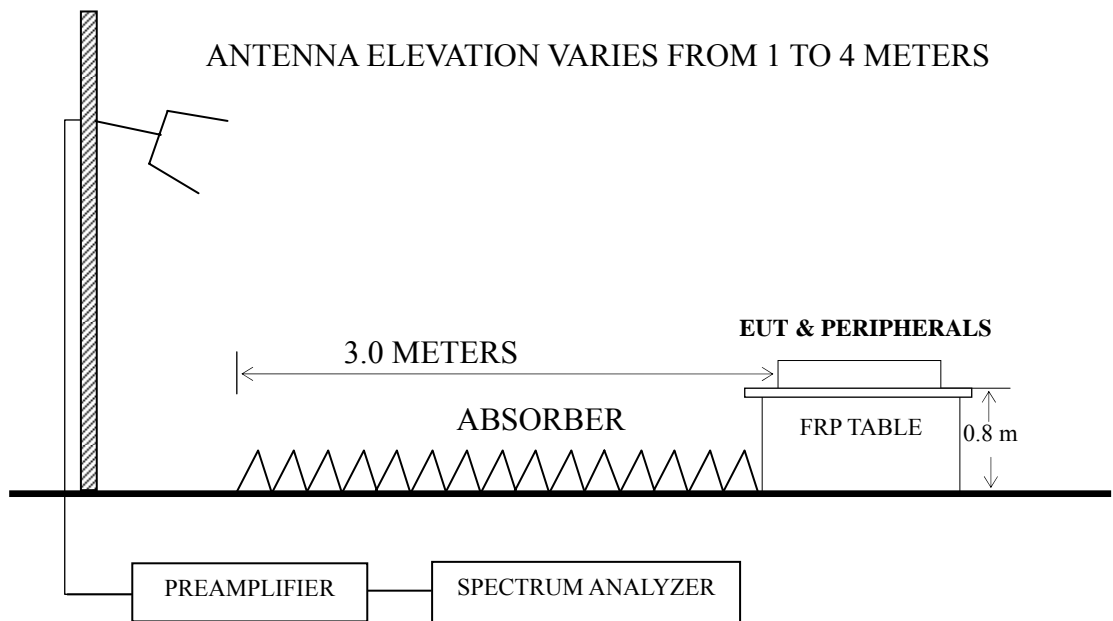 ANTENNA ELEVATION VARIES FROM 1 TO 4 METERS
EUT & PERIPHERALS
3.0 METERS
ABSORBER
FRP TABLE
0.8 m
PREAMPLIFIER
SPECTRUM ANALYZER